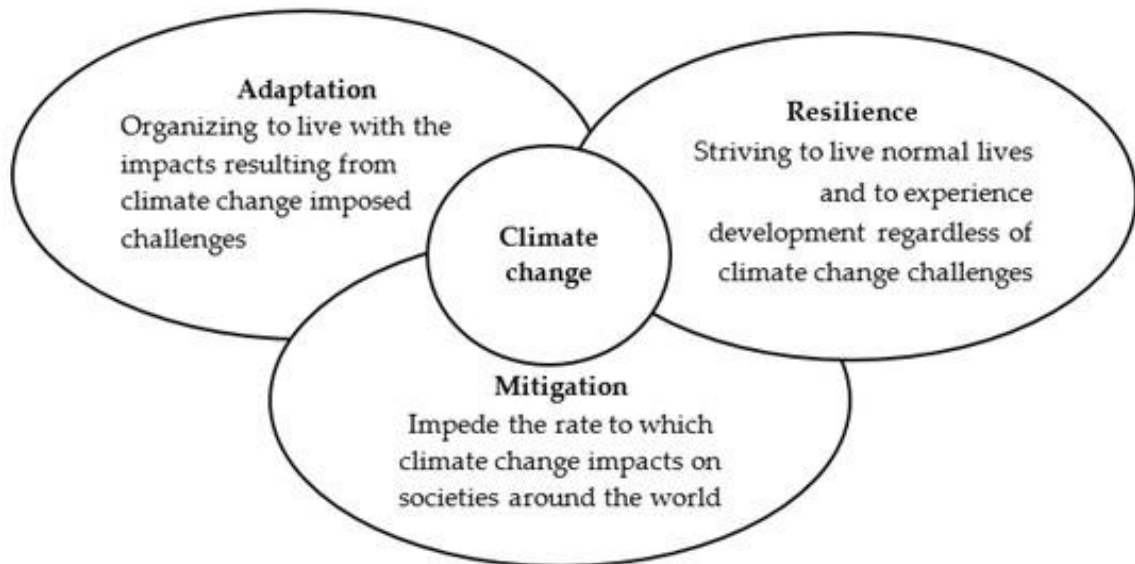 Adaptation
Organizing to live with the
impacts resulting from
climate change imposed
challenges
Resilience
Striving to live normal lives
and to experience
development regardless of
climate change challenges
Climate
change
Mitigation
Impede the rate to which
climate change impacts on
societies around the world